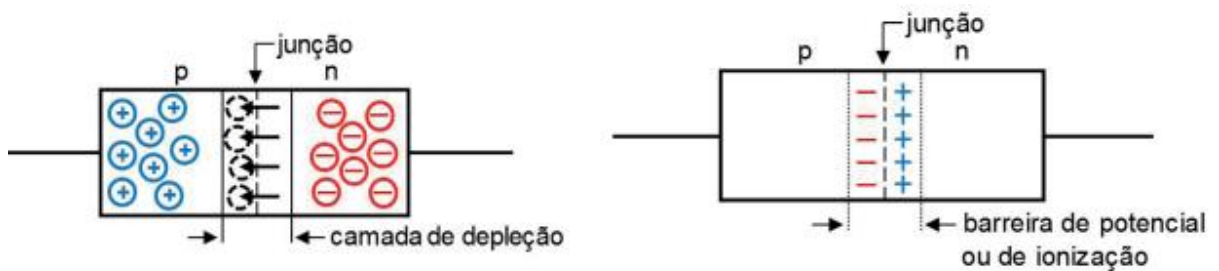 junção
p
n
camada de depleção
junção
p
n
barreira de potencial
ou de ionização